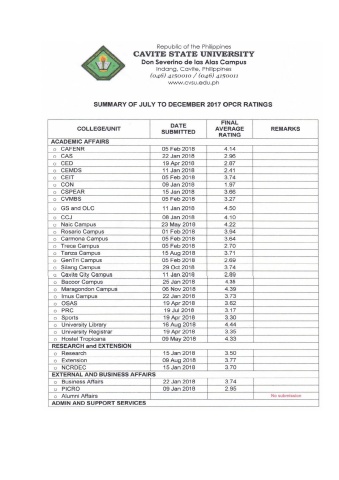 Republic of the Philippines
CAVITE STATE UNIVERSITY
Don Severino de las Alas Campus
Indang, Cavite, Philippines
(046) 4150010 / (046) 4150011
www.cvsu.edu.ph
SUMMARY OF JULY TO DECEMBER 2017 OPCR RATINGS
COLLEGE/UNIT DATE SUBMITTED FINAL AVERAGE RATING REMARKS
ACADEMIC AFFAIRS
o CAFENR 05 Feb 2018 4.14
o CAS 22 Jan 2018 2.96
o CED 19 Apr 2018 2.87
o CEMDS 11 Jan 2018 2.41
o CEIT 05 Feb 2018 3.74
o CON 09 Jan 2018 1.97
o CSPEAR 15 Jan 2018 3.66
o CVMBS 05 Feb 2018 3.27
o GS and OLC 11 Jan 2018 4.50
o CCJ 08 Jan 2018 4.10
o Naic Campus 23 May 2018 4.22
o Rosario Campus 01 Feb 2018 3.94
o Carmona Campus 05 Feb 2018 3.64
o Trece Campus 05 Feb 2018 2.70
o Tanza Campus 15 Aug 2018 3.71
o GenTri Campus 05 Feb 2018 2.69
o Silang Campus 29 Oct 2018 3.74
o Cavite City Campus 11 Jan 2018 2.89
o Bacoor Campus 25 Jan 2018 4.38
o Maragondon Campus 06 Nov 2018 4.39
o Imus Campus 22 Jan 2018 3.73
o OSAS 19 Apr 2018 3.62
o PRC 19 Jul 2018 3.17
o Sports 19 Apr 2018 3.30
o University Library 16 Aug 2018 4.44
o University Registrar 19 Apr 2018 3.35
o Hostel Tropicana 09 May 2018 4.33
RESEARCH and EXTENSION
o Research 15 Jan 2018 3.50
o Extension 08 Aug 2018 3.77
o NCRDEC 15 Jan 2018 3.70
EXTERNAL AND BUSINESS AFFAIRS
o Business Affairs 22 Jan 2018 3.74
o PICRO 09 Jan 2018 2.95
o Alumni Affairs No submission
ADMIN AND SUPPORT SERVICES